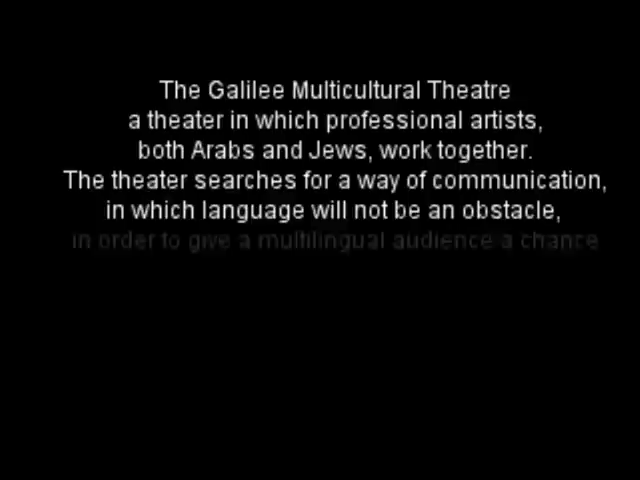 The Galilee Multicultural Theatre
a theater in which professional artists,
both Arabs and Jews, work together.
The theater searches for a way of communication,
in which language will not be an obstacle,
in order to give a multilingual audience a chance